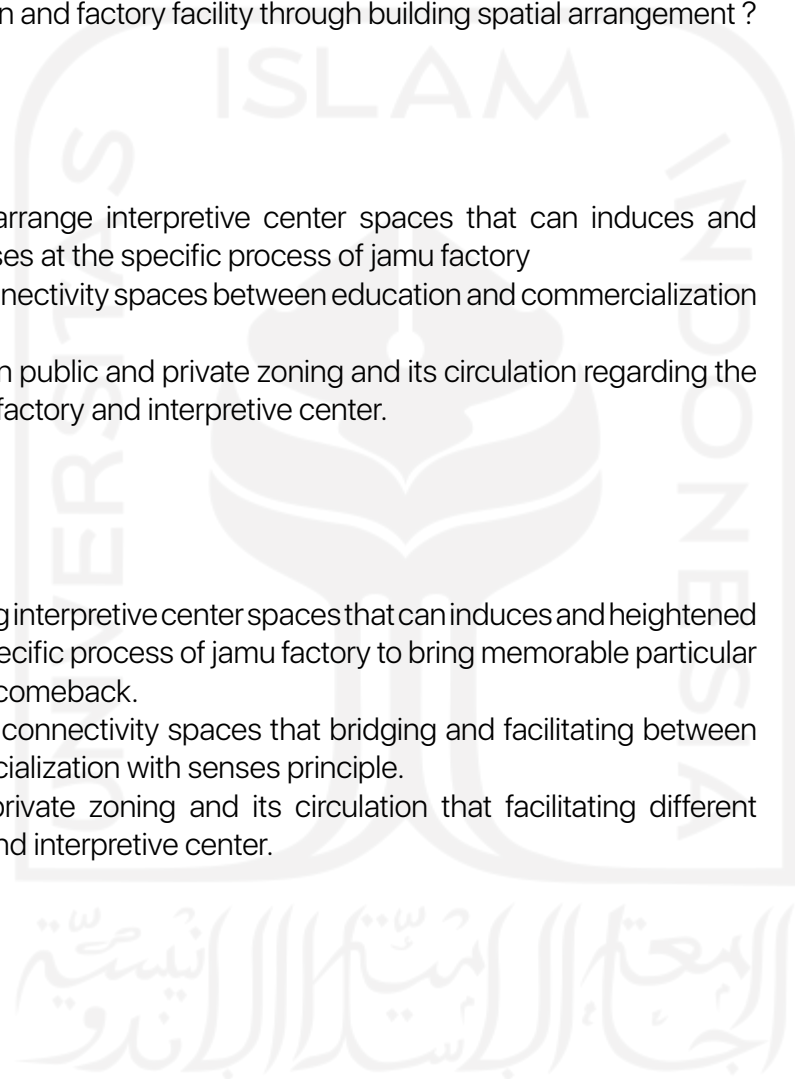 n and factory facility through building spatial arrangement ?
ISLAM
UNIVERSITAS
INDONESIA
arrange interpretive center spaces that can induces and
ses at the specific process of jamu factory
nnectivity spaces between education and commercialization
n public and private zoning and its circulation regarding the
factory and interpretive center.
g interpretive center spaces that can induces and heightened
ecific process of jamu factory to bring memorable particular
comeback.
connectivity spaces that bridging and facilitating between
cialization with senses principle.
private zoning and its circulation that facilitating different
nd interpretive center.